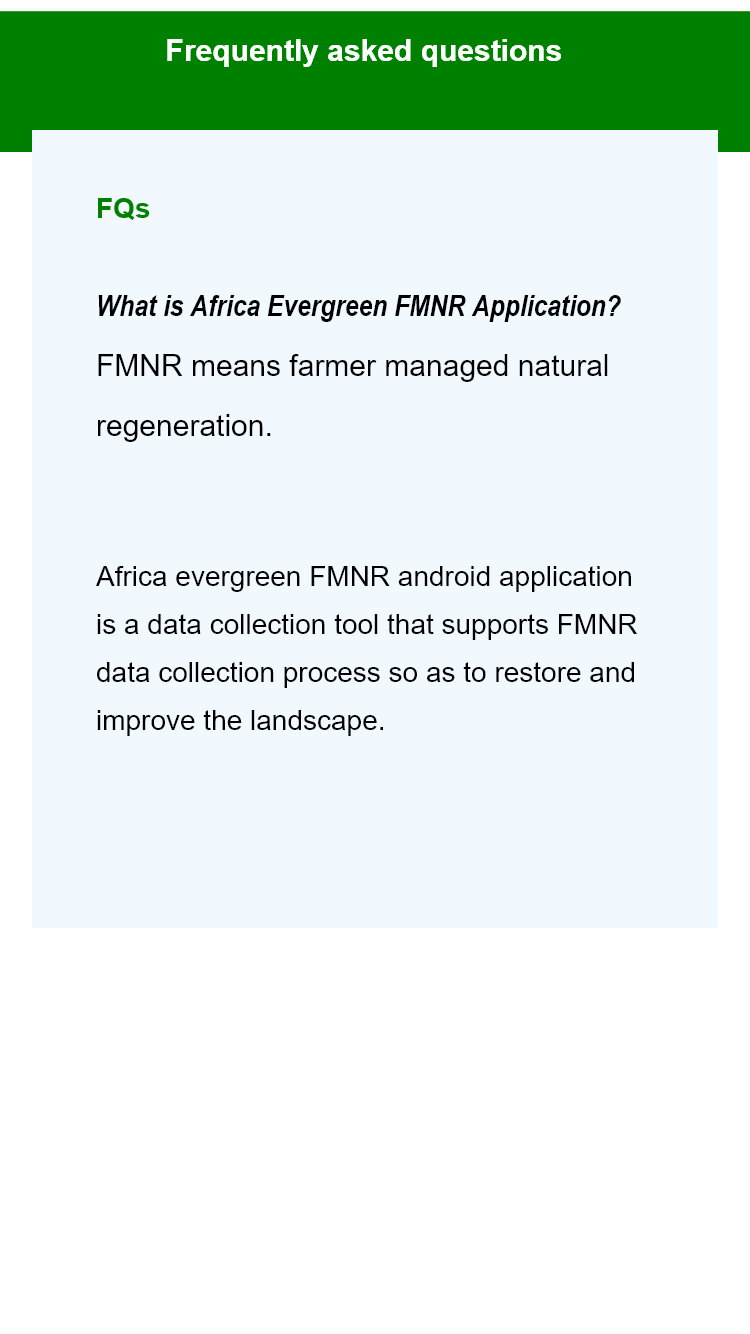 Frequently asked questions
FQs
What is Africa Evergreen FMNR Application?
FMNR means farmer managed natural
regeneration.
Africa evergreen FMNR android application
is a data collection tool that supports FMNR
data collection process so as to restore and
improve the landscape.